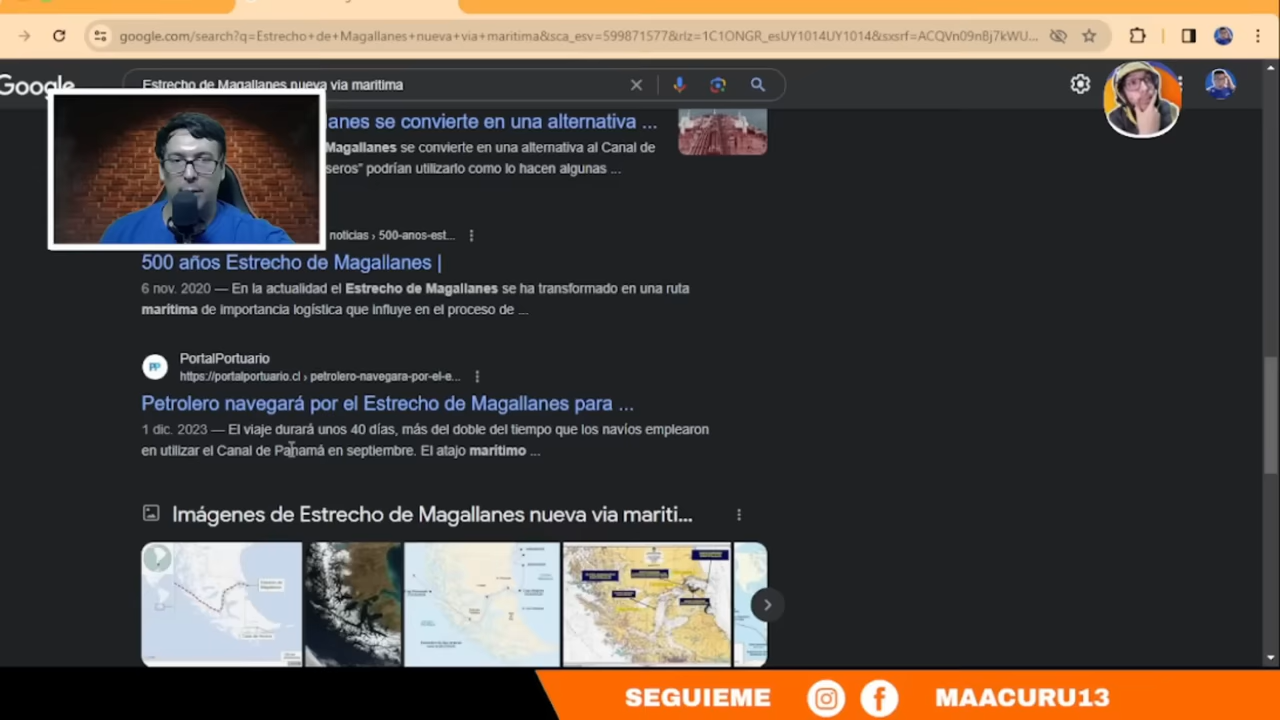 google.com/search?q=Estrecho+de+Magallanes+nueva+via+maritima&sca_esv=599871577&rlz=1C1ONGR_esUY1014UY1014&sxsrf=ACQVn09n8j7kWU...
Google
Estrecho de Magallanes nueva via maritima
anes se convierte en una alternativa ...
Magallanes se convierte en una alternativa al Canal de
seros" podrían utilizarlo como lo hacen algunas ...
noticias › 500-anos-est...
500 años Estrecho de Magallanes |
6 nov. 2020 — En la actualidad el Estrecho de Magallanes se ha transformado en una ruta
marítima de importancia logística que influye en el proceso de ...
PP
PortalPortuario
https://portalportuario.cl › petrolero-navegara-por-el-e...
Petrolero navegará por el Estrecho de Magallanes para ...
1 dic. 2023 — El viaje durará unos 40 días, más del doble del tiempo que los navíos emplearon
en utilizar el Canal de Panamá en septiembre. El atajo marítimo ...
Imágenes de Estrecho de Magallanes nueva via mariti...
SEGUIEME
MAACURU13